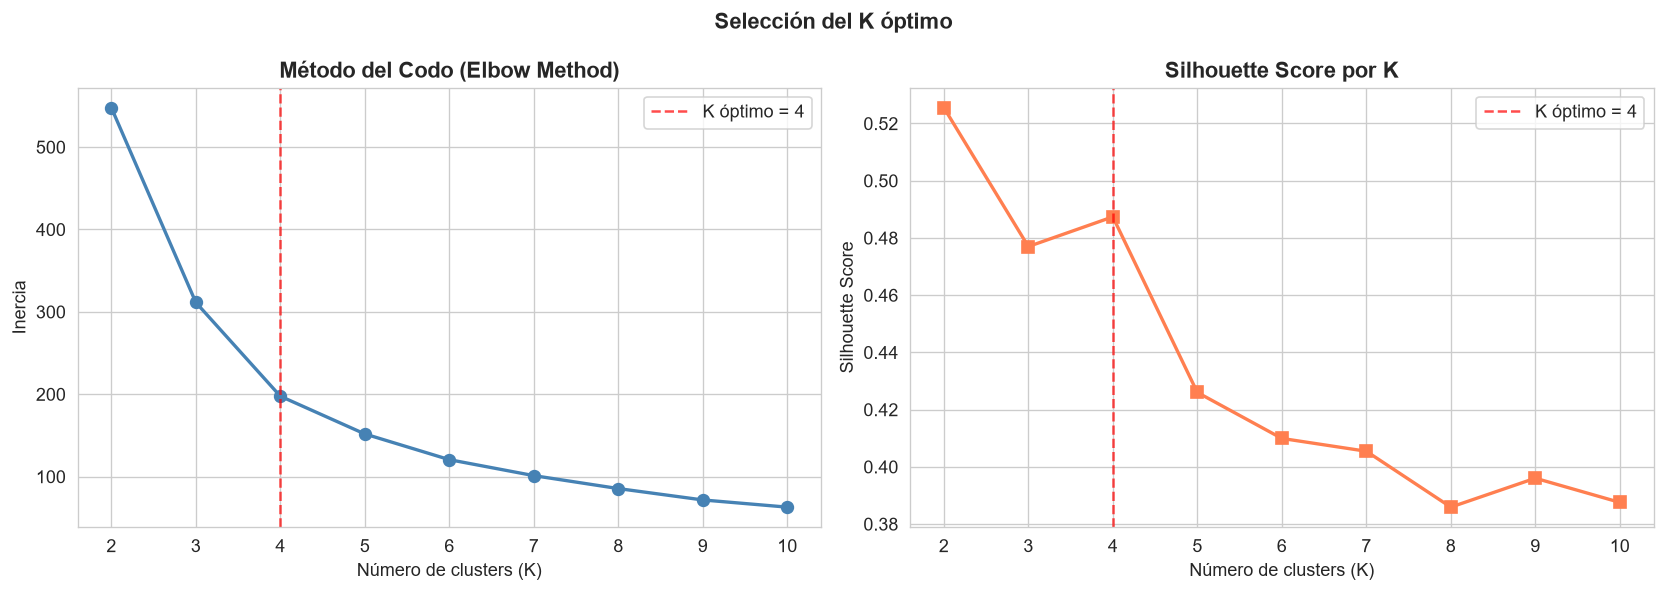 Selección del K óptimo
Método del Codo (Elbow Method)
K óptimo = 4
Inercia
500
400
300
200
100
2 3 4 5 6 7 8 9 10
Número de clusters (K)
Silhouette Score por K
K óptimo = 4
Silhouette Score
0.52
0.50
0.48
0.46
0.44
0.42
0.40
0.38
2 3 4 5 6 7 8 9 10
Número de clusters (K)